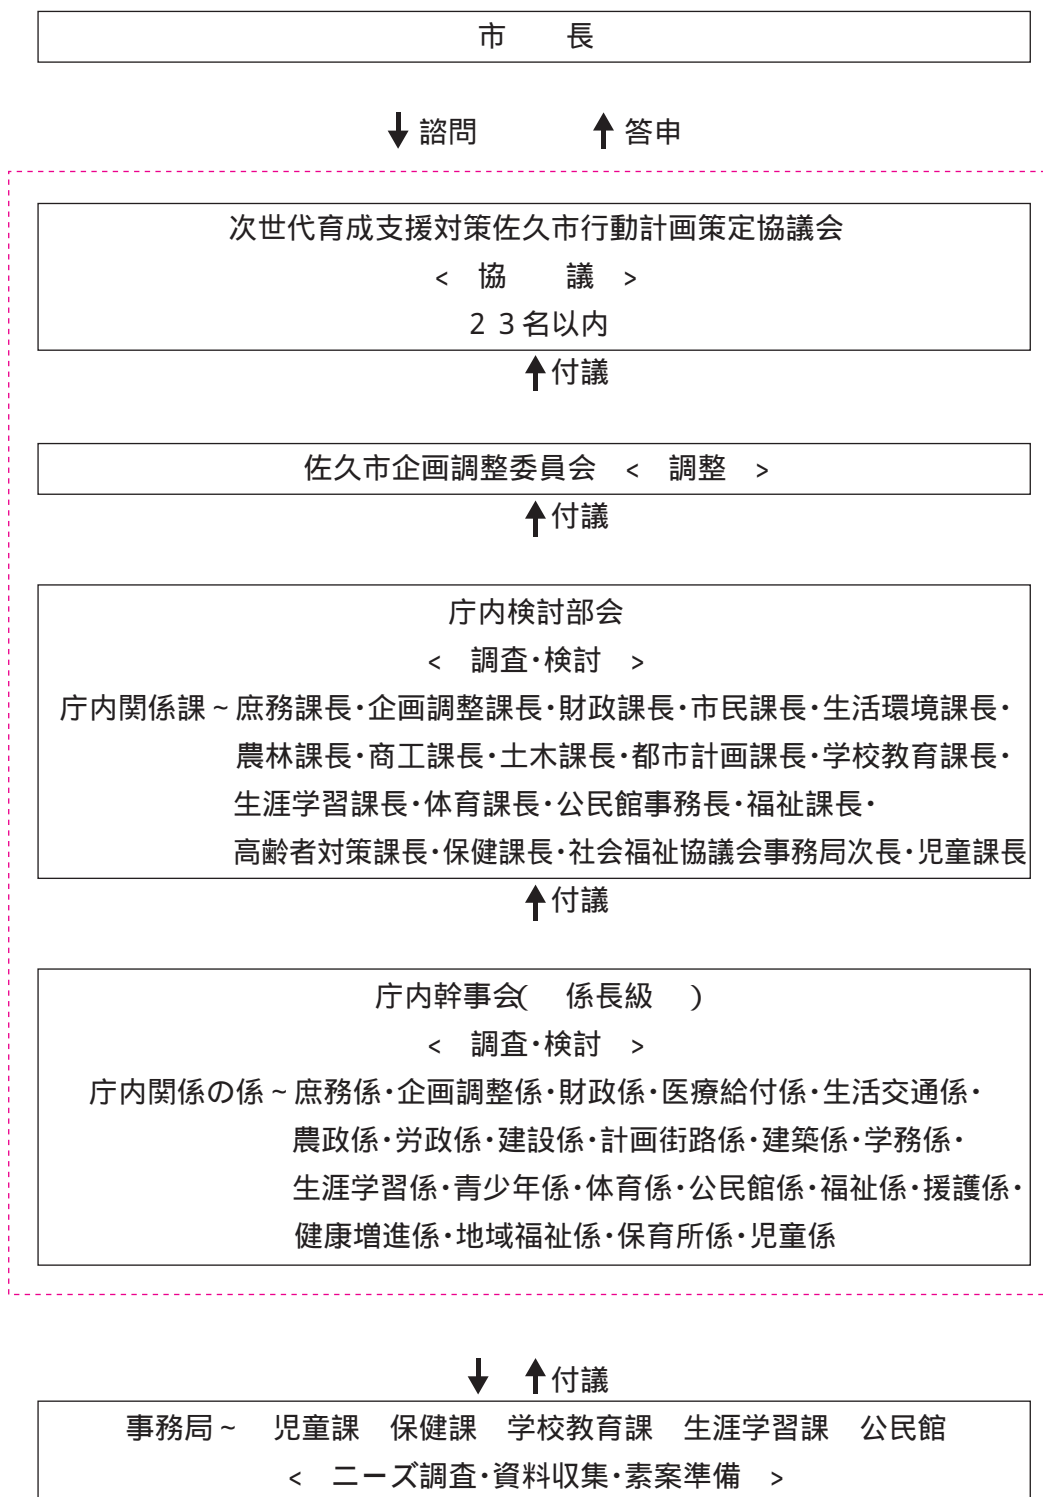 市　　長
諮問　　　　答申
次世代育成支援対策佐久市行動計画策定協議会
<　協　　議　>
２３名以内
付議
佐久市企画調整委員会　<　調整　>
付議
庁内検討部会
<　調査・検討　>
庁内関係課～庶務課長・企画調整課長・財政課長・市民課長・生活環境課長・
農林課長・商工課長・土木課長・都市計画課長・学校教育課長・
生涯学習課長・体育課長・公民館事務長・福祉課長・
高齢者対策課長・保健課長・社会福祉協議会事務局次長・児童課長
付議
庁内幹事会(　係長級　)
<　調査・検討　>
庁内関係の係～庶務係・企画調整係・財政係・医療給付係・生活交通係・
農政係・労政係・建設係・計画街路係・建築係・学務係・
生涯学習係・青少年係・体育係・公民館係・福祉係・援護係・
健康増進係・地域福祉係・保育所係・児童係
付議
事務局～　児童課　保健課　学校教育課　生涯学習課　公民館
<　ニーズ調査・資料収集・素案準備　>